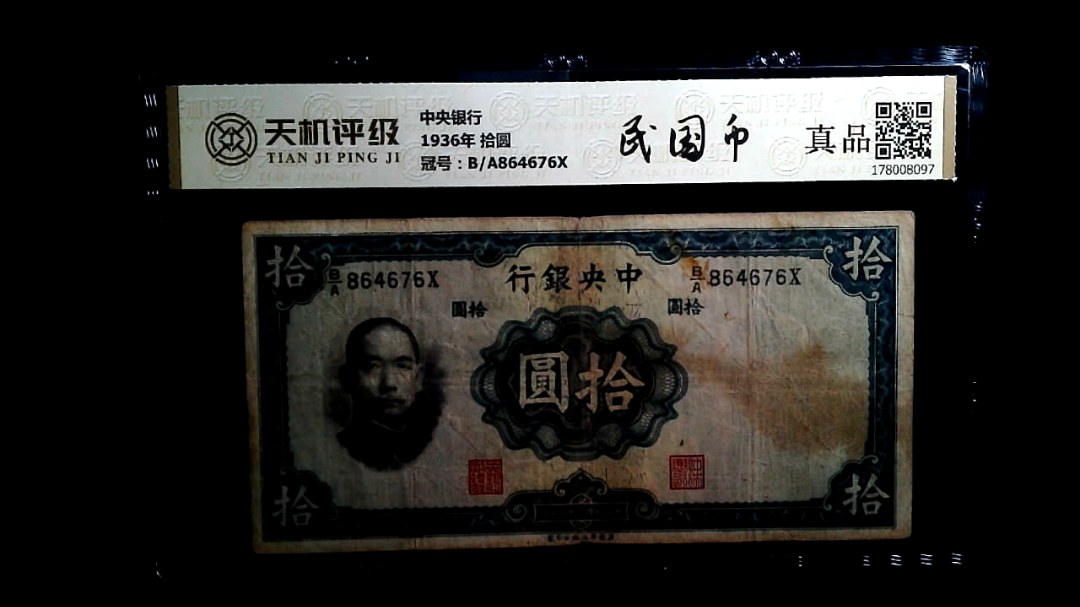 天机评级
TIAN JI PING JI
中央银行
1936年 拾圆
冠号：B/A864676X
民国币
真品
178008097
拾
B/A 864676X
行銀央中
B/A 864676X
拾
圓拾
圓拾
圓拾
拾
拾